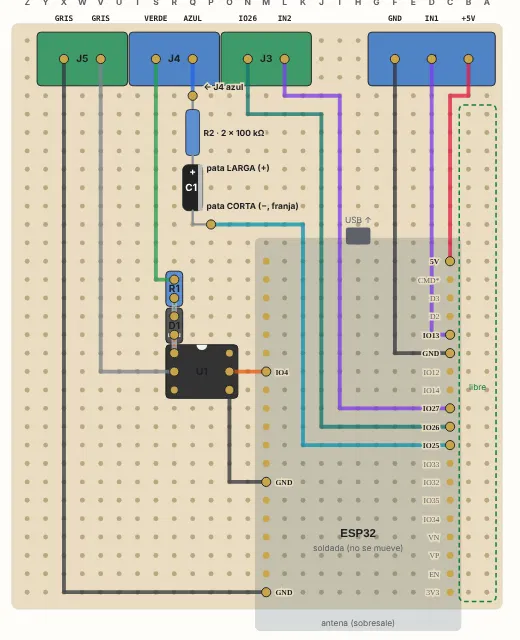 Z Y X W V U T S R Q P O N M L K J I H G F E D C B A
GRIS GRIS VERDE AZUL IO26 IN2 GND IN1 +5V
J5 J4 J3
← J4 azul
R2 · 2 × 100 kΩ
+ pata LARGA (+)
C1
pata CORTA (−, franja)
USB ↑
5V
R1 CMD*
D3
D1 D2
IO13
GND
U1 IO4 IO12
IO14 libre
IO27
IO26
IO25
IO33
GND IO32
IO35
IO34
ESP32 VN
soldada (no se mueve)
VP
EN
GND 3V3
antena (sobresale)